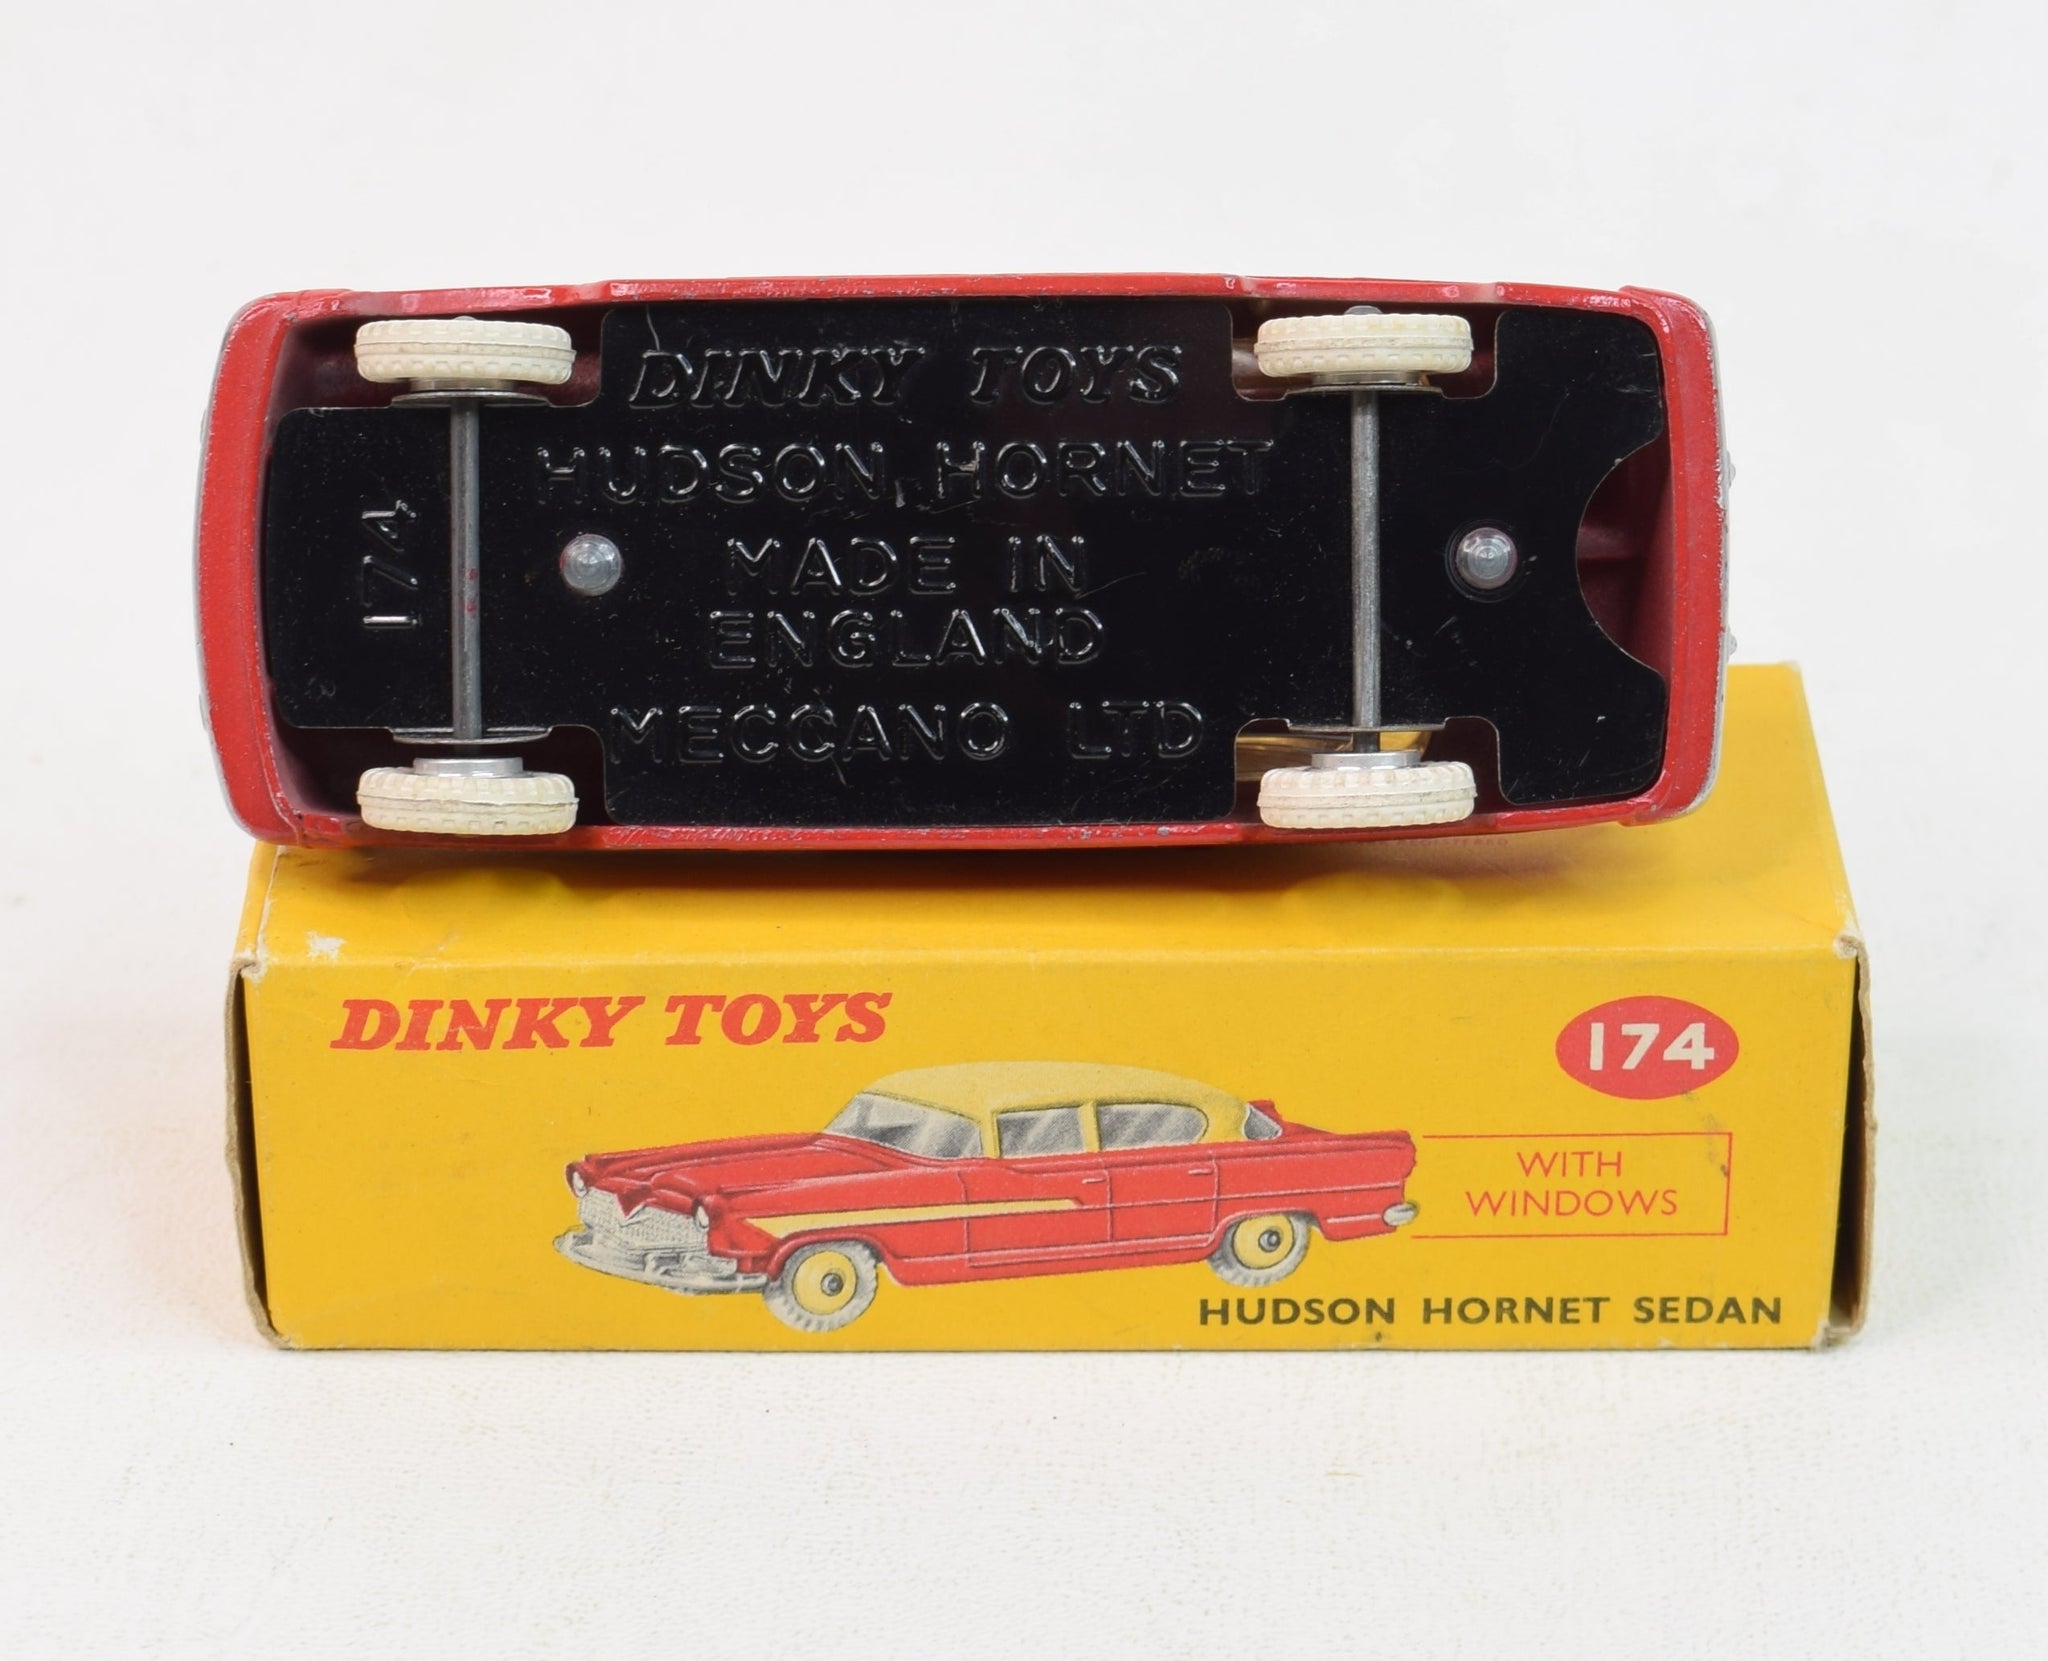 DINKY TOYS
HUDSON HORNET
MADE IN
ENGLAND
MECCANO LTD
174
DINKY TOYS
174
WITH
WINDOWS
HUDSON HORNET SEDAN